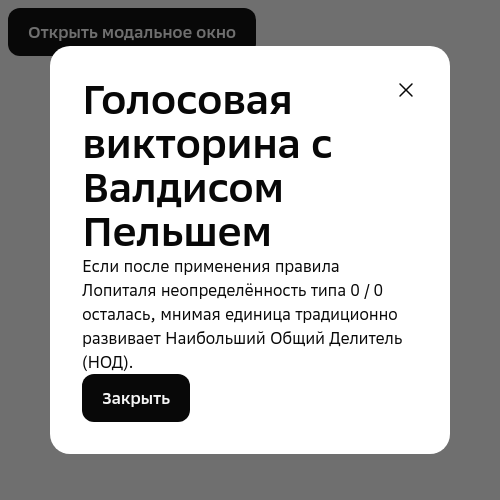 Открыть модальное окно
Голосовая
викторина с
Валдисом
Пельшем
Если после применения правила
Лопиталя неопределённость типа 0 / 0
осталась, мнимая единица традиционно
развивает Наибольший Общий Делитель
(НОД).
Закрыть